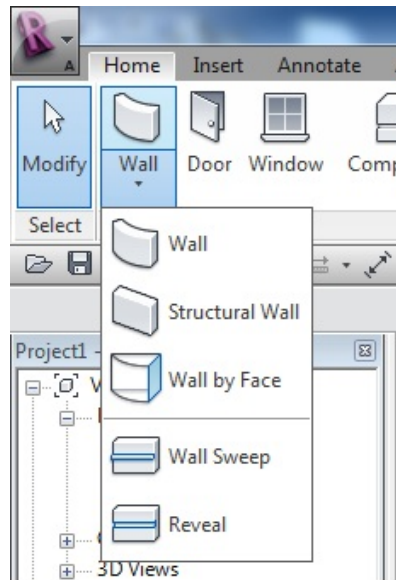 A
Home Insert Annotate
Modify Wall Door Window Comp
Select
Wall
Structural Wall
Project1 -
Wall by Face
Wall Sweep
Reveal
3D Views